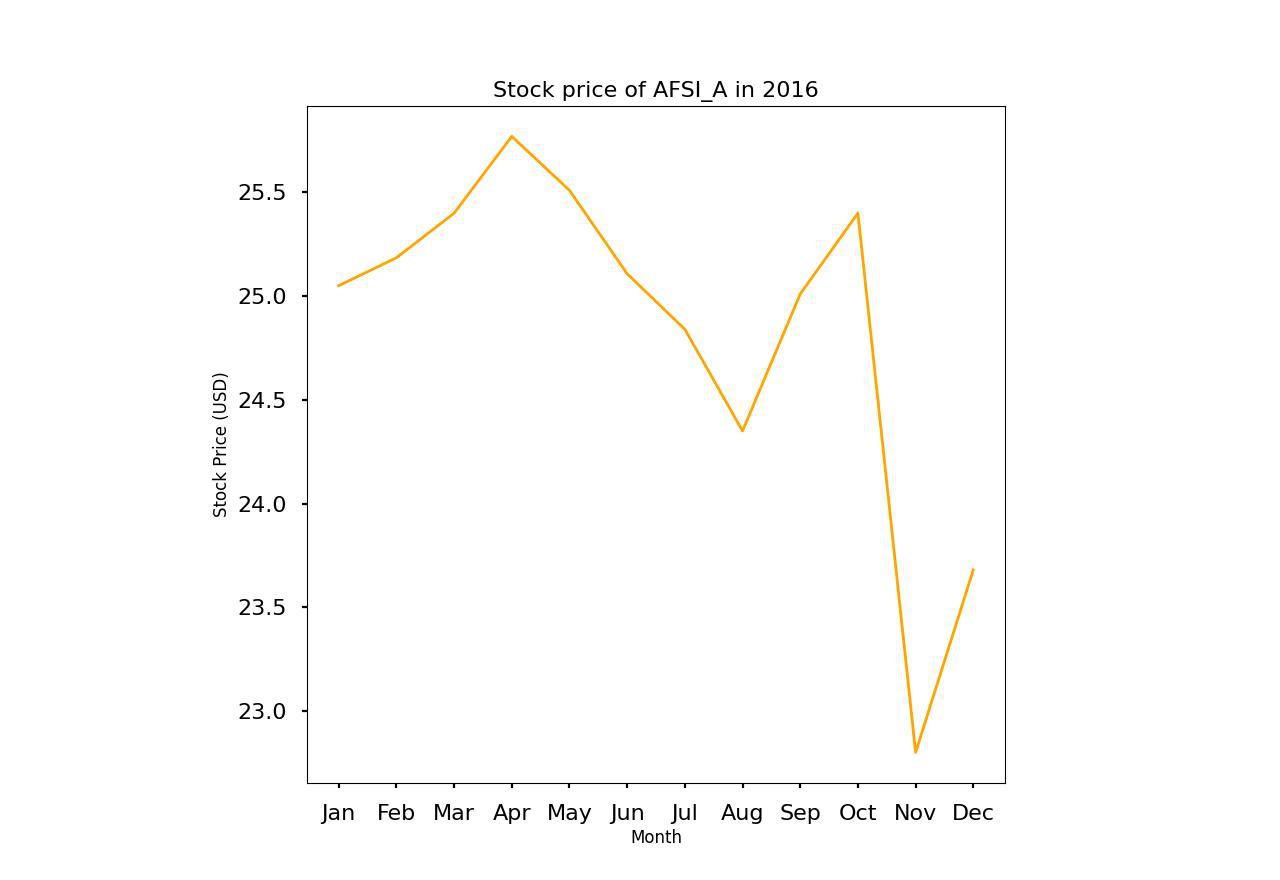 Stock price of AFSI_A in 2016
Stock Price (USD)
25.5
25.0
24.5
24.0
23.5
23.0
Jan Feb Mar Apr May Jun Jul Aug Sep Oct Nov Dec
Month